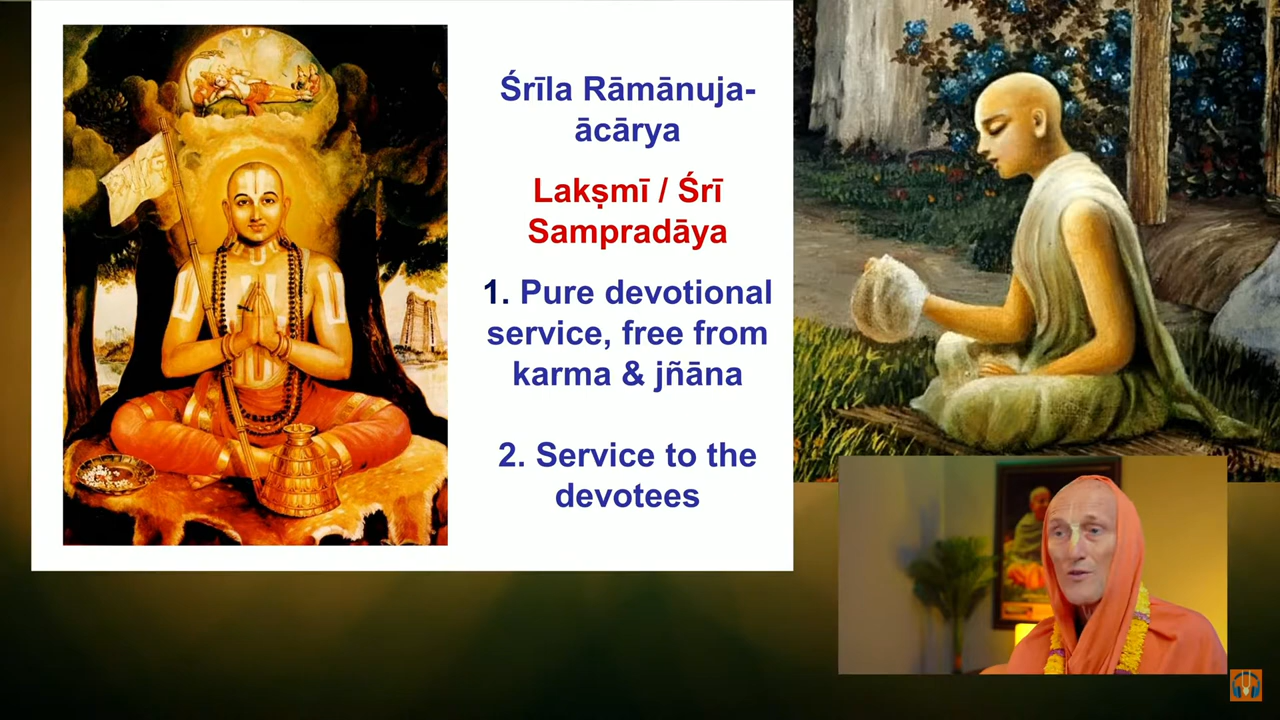 Śrīla Rāmānuja-
ācārya
Lakṣmī / Śrī
Sampradāya
1. Pure devotional
service, free from
karma & jñāna
2. Service to the
devotees